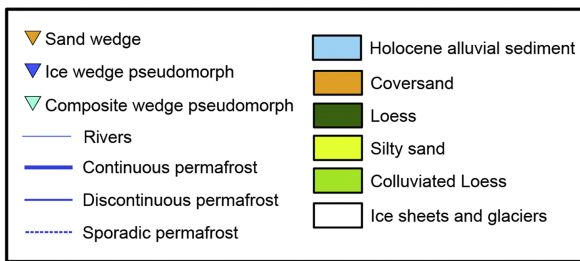 Sand wedge
Ice wedge pseudomorph
Composite wedge pseudomorph
Rivers
Continuous permafrost
Discontinuous permafrost
Sporadic permafrost
Holocene alluvial sediment
Coversand
Loess
Silty sand
Colluviated Loess
Ice sheets and glaciers